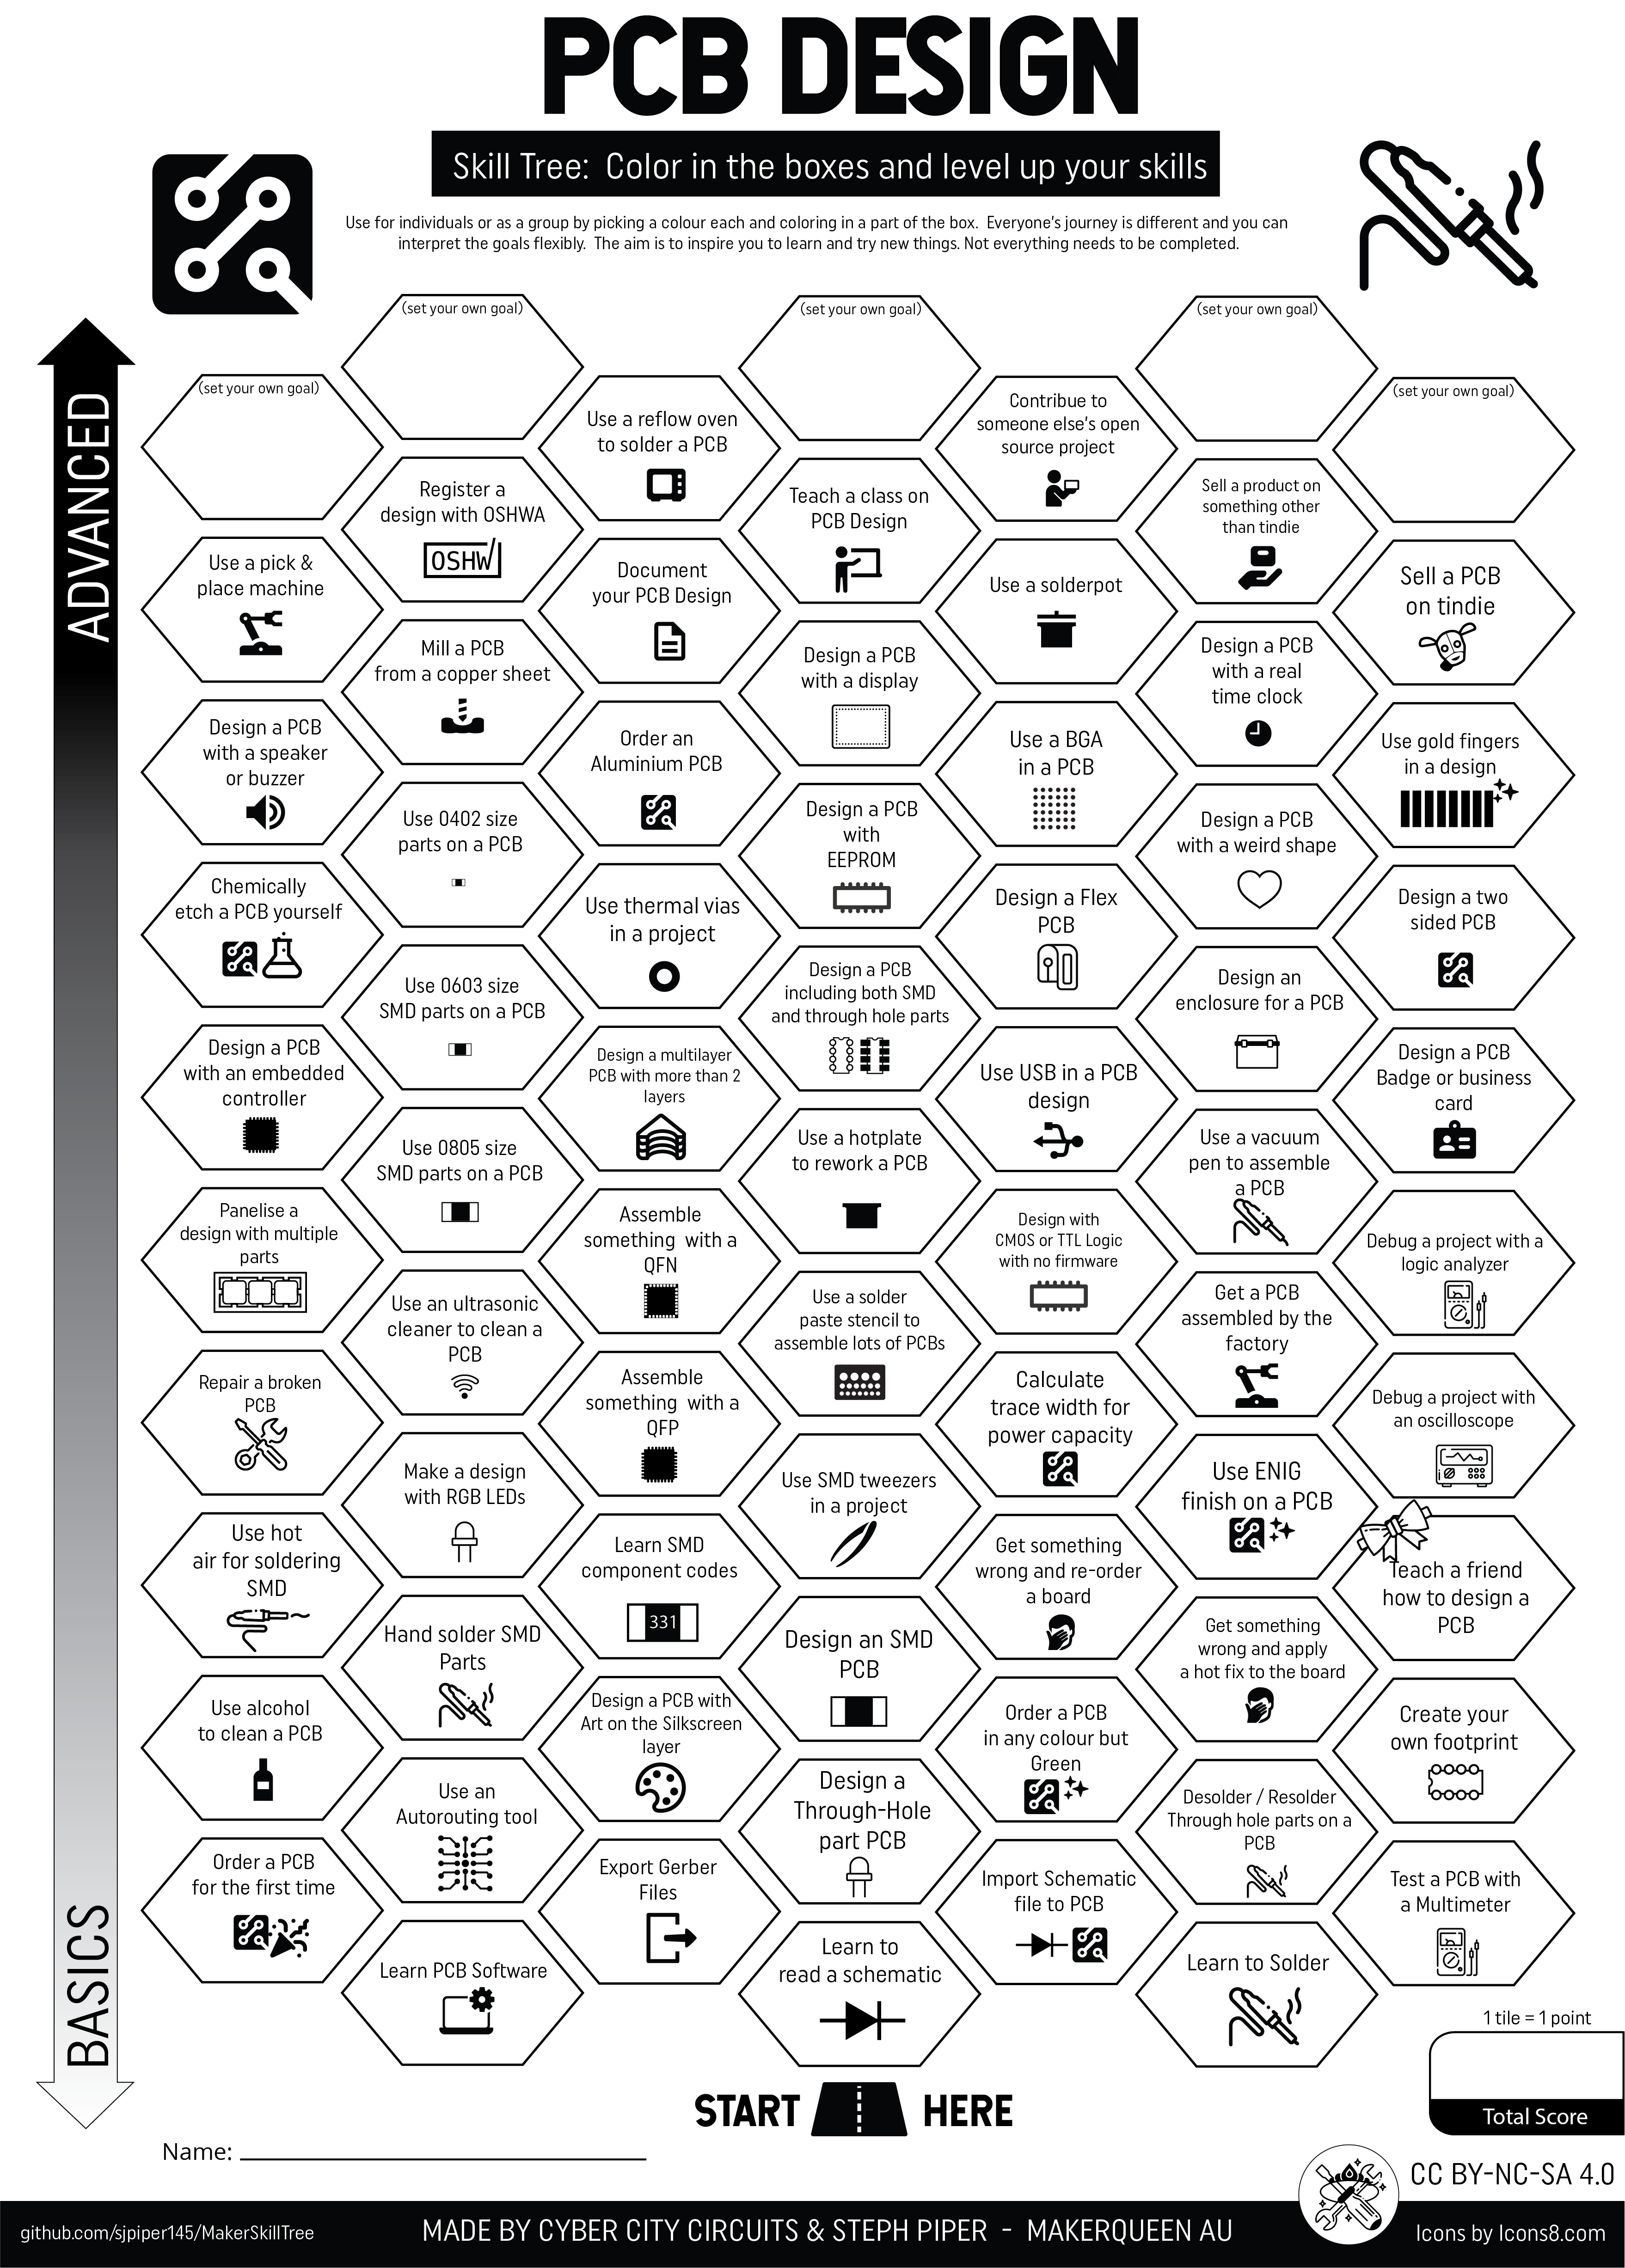 PCB DESIGN
Skill Tree:  Color in the boxes and level up your skills
Use for individuals or as a group by picking a colour each and coloring in a part of the box.  Everyone's journey is different and you can
interpret the goals flexibly.  The aim is to inspire you to learn and try new things. Not everything needs to be completed.
ADVANCED
(set your own goal)
(set your own goal)
(set your own goal)
(set your own goal)
(set your own goal)
Use a reflow oven
to solder a PCB
Contribue to
someone else's open
source project
Register a
design with OSHWA
OSHW
Teach a class on
PCB Design
Sell a product on
something other
than tindie
Use a pick &
place machine
Document
your PCB Design
Use a solderpot
Sell a PCB
on tindie
Mill a PCB
from a copper sheet
Design a PCB
with a display
Design a PCB
with a real
time clock
Design a PCB
with a speaker
or buzzer
Order an
Aluminium PCB
Use a BGA
in a PCB
Use gold fingers
in a design
Use 0402 size
parts on a PCB
Design a PCB
with
EEPROM
Design a PCB
with a weird shape
Chemically
etch a PCB yourself
Use thermal vias
in a project
Design a Flex
PCB
Design a two
sided PCB
Use 0603 size
SMD parts on a PCB
Design a PCB
including both SMD
and through hole parts
Design an
enclosure for a PCB
Design a PCB
with an embedded
controller
Design a multilayer
PCB with more than 2
layers
Use USB in a PCB
design
Design a PCB
Badge or business
card
Use 0805 size
SMD parts on a PCB
Use a hotplate
to rework a PCB
Use a vacuum
pen to assemble
a PCB
Panelise a
design with multiple
parts
Assemble
something  with a
QFN
Design with
CMOS or TTL Logic
with no firmware
Debug a project with a
logic analyzer
Use an ultrasonic
cleaner to clean a
PCB
Use a solder
paste stencil to
assemble lots of PCBs
Get a PCB
assembled by the
factory
Repair a broken
PCB
Assemble
something  with a
QFP
Calculate
trace width for
power capacity
Debug a project with
an oscilloscope
Make a design
with RGB LEDs
Use SMD tweezers
in a project
Use ENIG
finish on a PCB
Use hot
air for soldering
SMD
Learn SMD
component codes
331
Get something
wrong and re-order
a board
Teach a friend
how to design a
PCB
Hand solder SMD
Parts
Design an SMD
PCB
Get something
wrong and apply
a hot fix to the board
Use alcohol
to clean a PCB
Design a PCB with
Art on the Silkscreen
layer
Order a PCB
in any colour but
Green
Create your
own footprint
Use an
Autorouting tool
Design a
Through-Hole
part PCB
Desolder / Resolder
Through hole parts on a
PCB
Order a PCB
for the first time
Export Gerber
Files
Import Schematic
file to PCB
Test a PCB with
a Multimeter
Learn PCB Software
Learn to
read a schematic
Learn to Solder
BASICS
1 tile = 1 point
Total Score
START HERE
Name:
CC BY-NC-SA 4.0
github.com/sjpiper145/MakerSkillTree
MADE BY CYBER CITY CIRCUITS & STEPH PIPER  -  MAKERQUEEN AU
Icons by Icons8.com